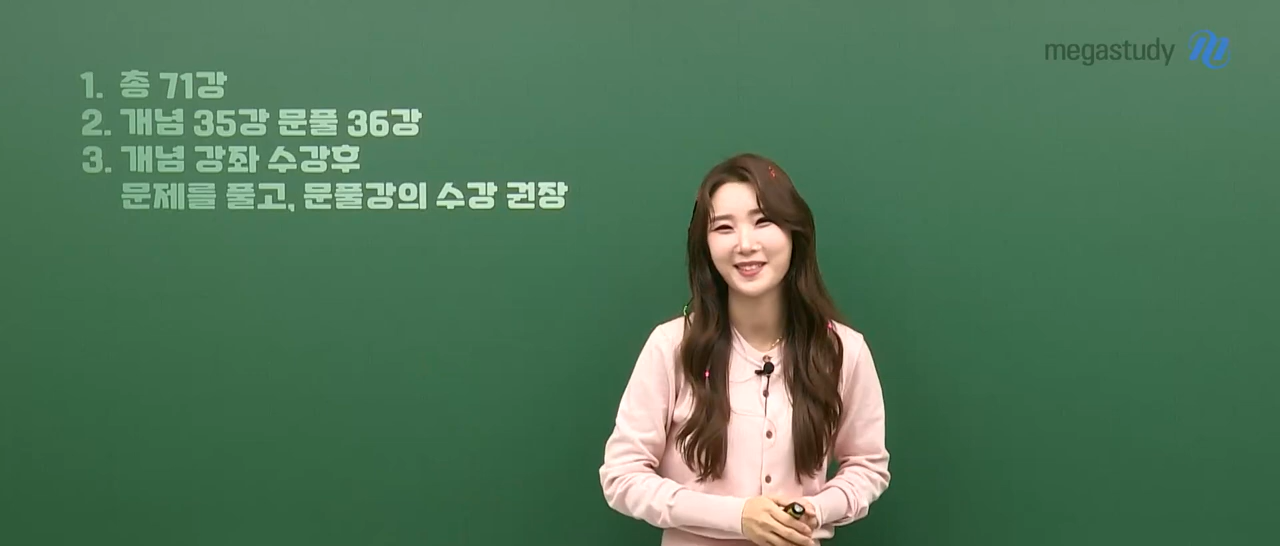 megastudy
1. 총 71강
2. 개념 35강 문풀 36강
3. 개념 강좌 수강후
문제를 풀고, 문풀강의 수강 권장